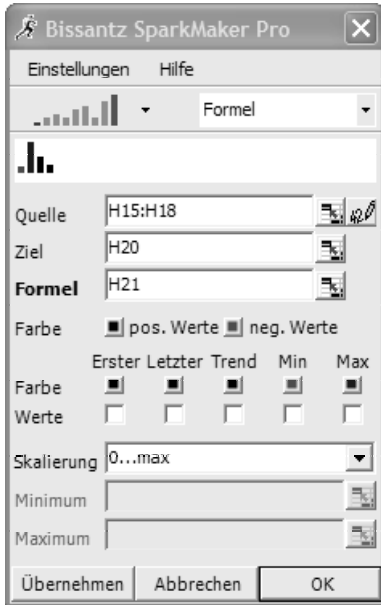 Bissantz SparkMaker Pro
Einstellungen Hilfe
Formel
Quelle H15:H18
Ziel H20
Formel H21
Farbe pos. Werte neg. Werte
Erster Letzter Trend Min Max
Farbe
Werte
Skalierung 0...max
Minimum
Maximum
Übernehmen Abbrechen OK